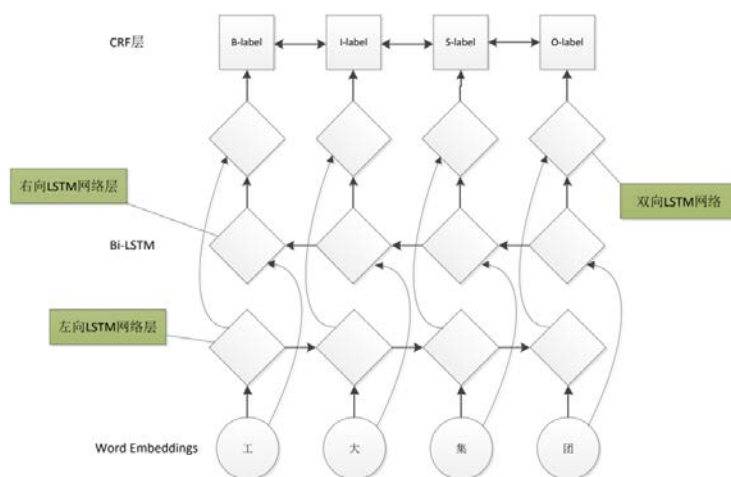 CRF层
B-label
I-label
S-label
O-label
右向LSTM网络层
双向LSTM网络
Bi-LSTM
左向LSTM网络层
Word Embeddings
工
大
集
团